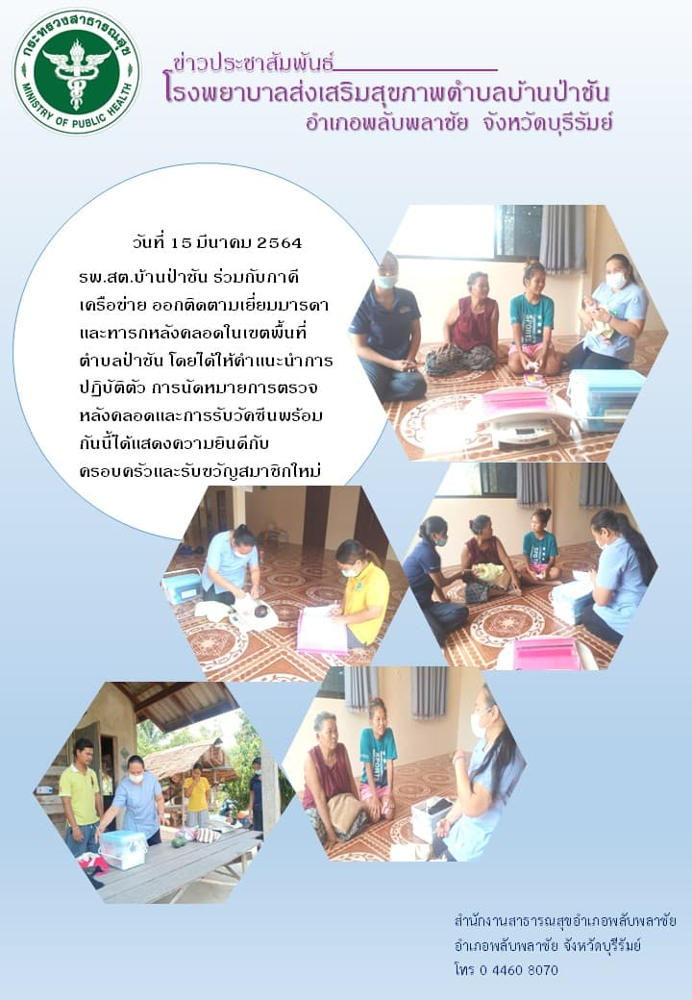 กระทรวงสาธารณสุข
MINISTRY OF PUBLIC HEALTH
ข่าวประชาสัมพันธ์
โรงพยาบาลส่งเสริมสุขภาพตำบลบ้านป่าชัน
อำเภอพลับพลาชัย จังหวัดบุรีรัมย์
วันที่ 15 มีนาคม 2564
รพ.สต.บ้านป่าชัน ร่วมกับภาคี
เครือข่าย ออกติดตามเยี่ยมมารดา
และทารกหลังคลอดในเขตพื้นที่
ตำบลป่าชัน โดยได้ให้คำแนะนำการ
ปฏิบัติตัว การนัดหมายการตรวจ
หลังคลอดและการรับวัคซีนพร้อม
กันนี้ได้แสดงความยินดีกับ
ครอบครัวและรับขวัญสมาชิกใหม่
SPORTS
สำนักงานสาธารณสุขอำเภอพลับพลาชัย
อำเภอพลับพลาชัย จังหวัดบุรีรัมย์
โทร 0 4460 8070